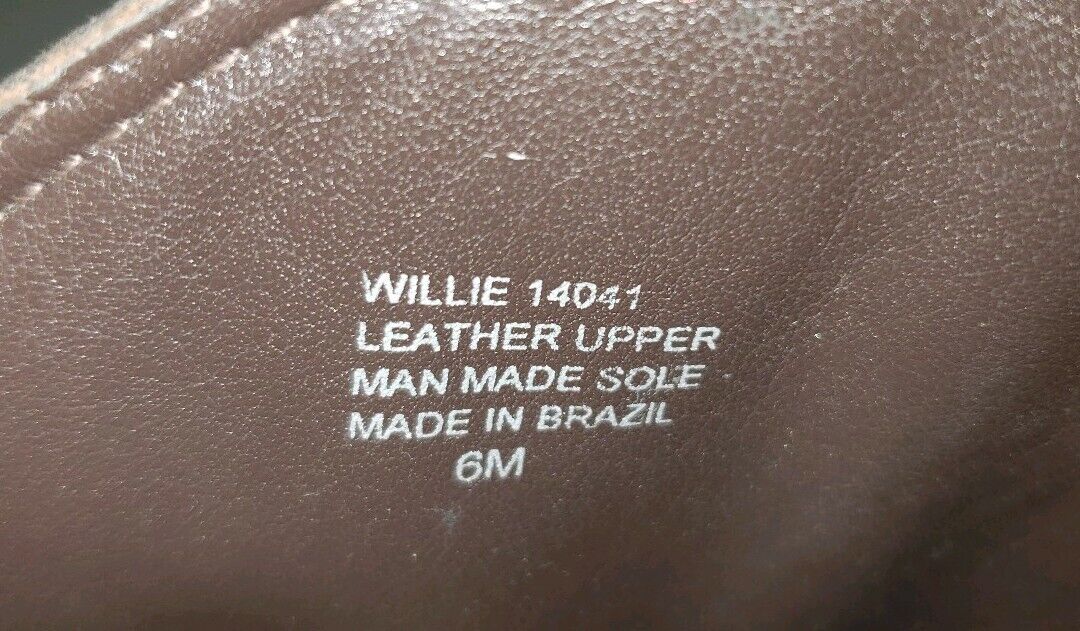 WILLIE 14041
LEATHER UPPER
MAN MADE SOLE
MADE IN BRAZIL
6M